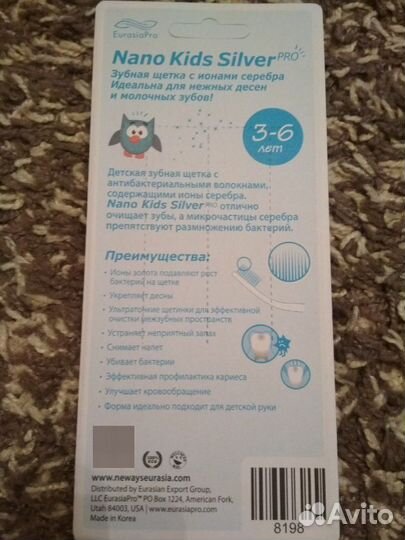 EurasiaPro
Nano Kids Silver PRO
Зубная щетка с ионами серебра
Идеальна для нежных десен
и молочных зубов!
3-6
лет
Детская зубная щетка с
антибактериальными волокнами,
содержащими ионы серебра.
Nano Kids Silver PRO отлично
очищает зубы, а микрочастицы серебра
препятствуют размножению бактерий.
Преимущества:
• Ионы золота подавляют рост
бактерий на щетке
• Укрепляет десны
• Ультратонкие щетинки для эффективной
очистки межзубных пространств
• Устраняет неприятный запах
• Снимает налет
• Убивает бактерии
• Эффективная профилактика кариеса
• Улучшает кровообращение
• Форма идеально подходит для детской руки
www.newayseurasia.com
Distributed by Eurasian Export Group,
LLC EurasiaPro™ PO Box 1224, American Fork,
Utah 84003, USA | www.eurasiapro.com
Made in Korea
8198
Avito